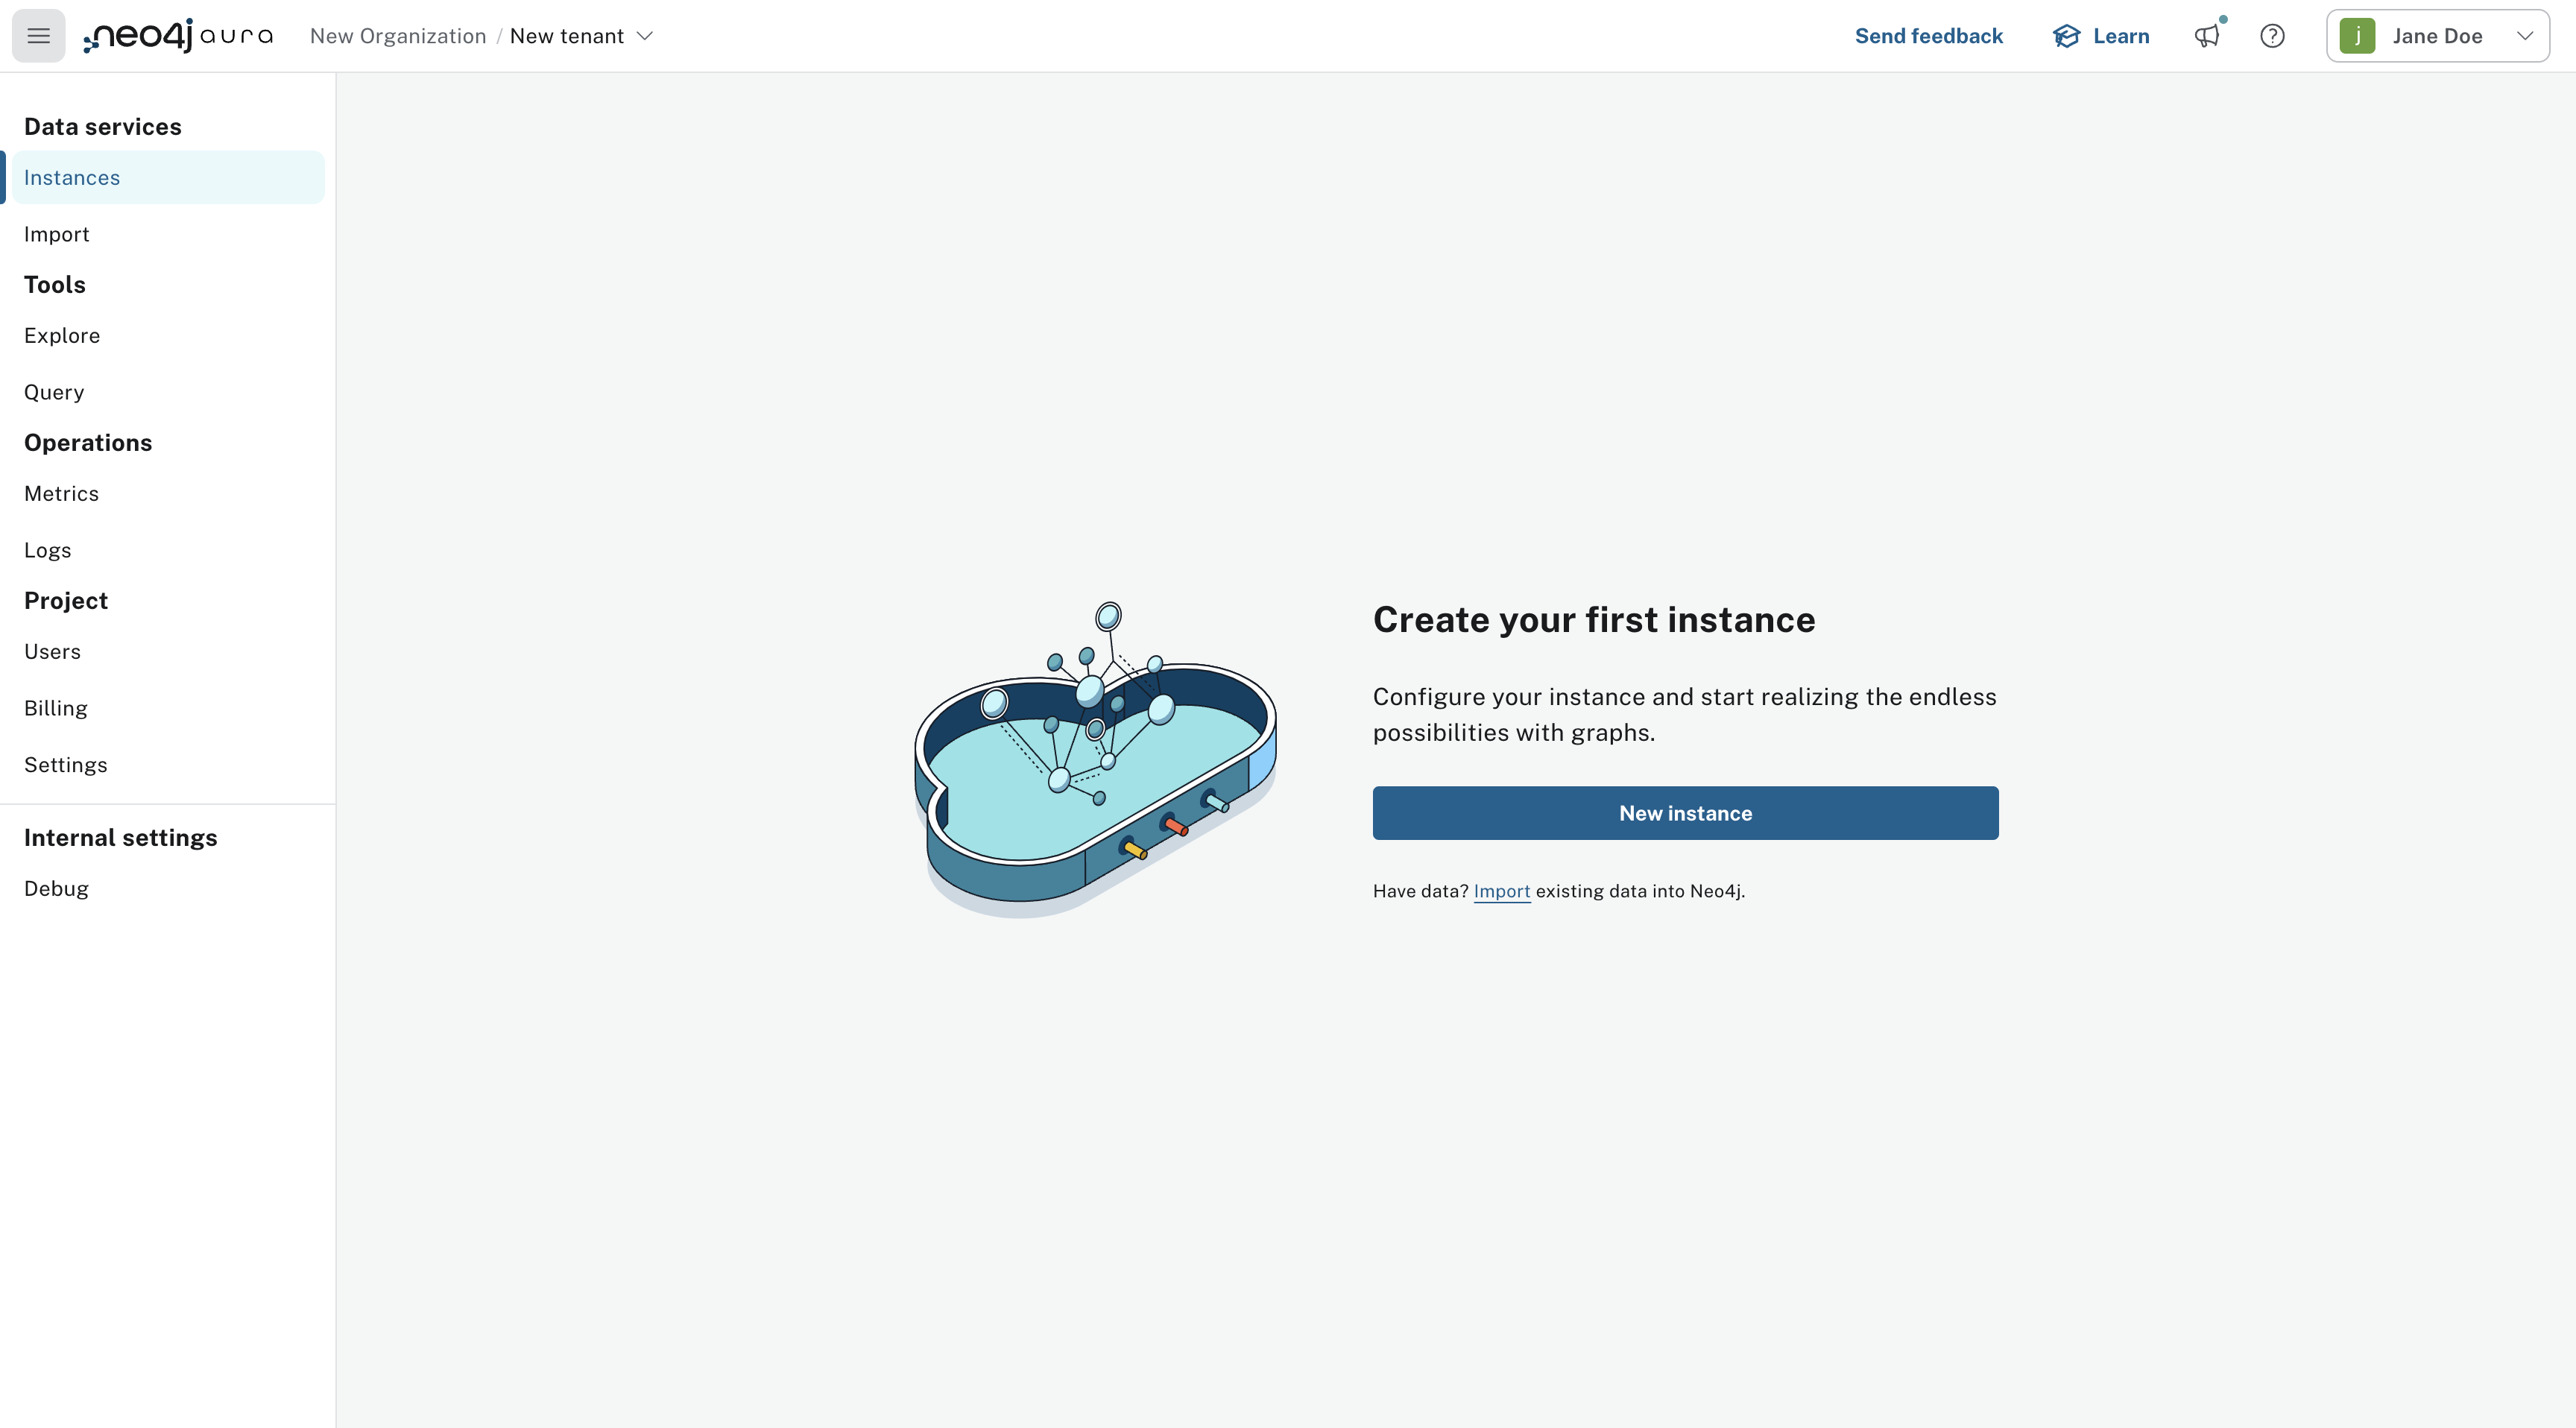 neo4j aura
New Organization / New tenant
Send feedback
Learn
j
Jane Doe
Data services
Instances
Import
Tools
Explore
Query
Operations
Metrics
Logs
Project
Users
Billing
Settings
Internal settings
Debug
Create your first instance
Configure your instance and start realizing the endless
possibilities with graphs.
New instance
Have data? Import existing data into Neo4j.